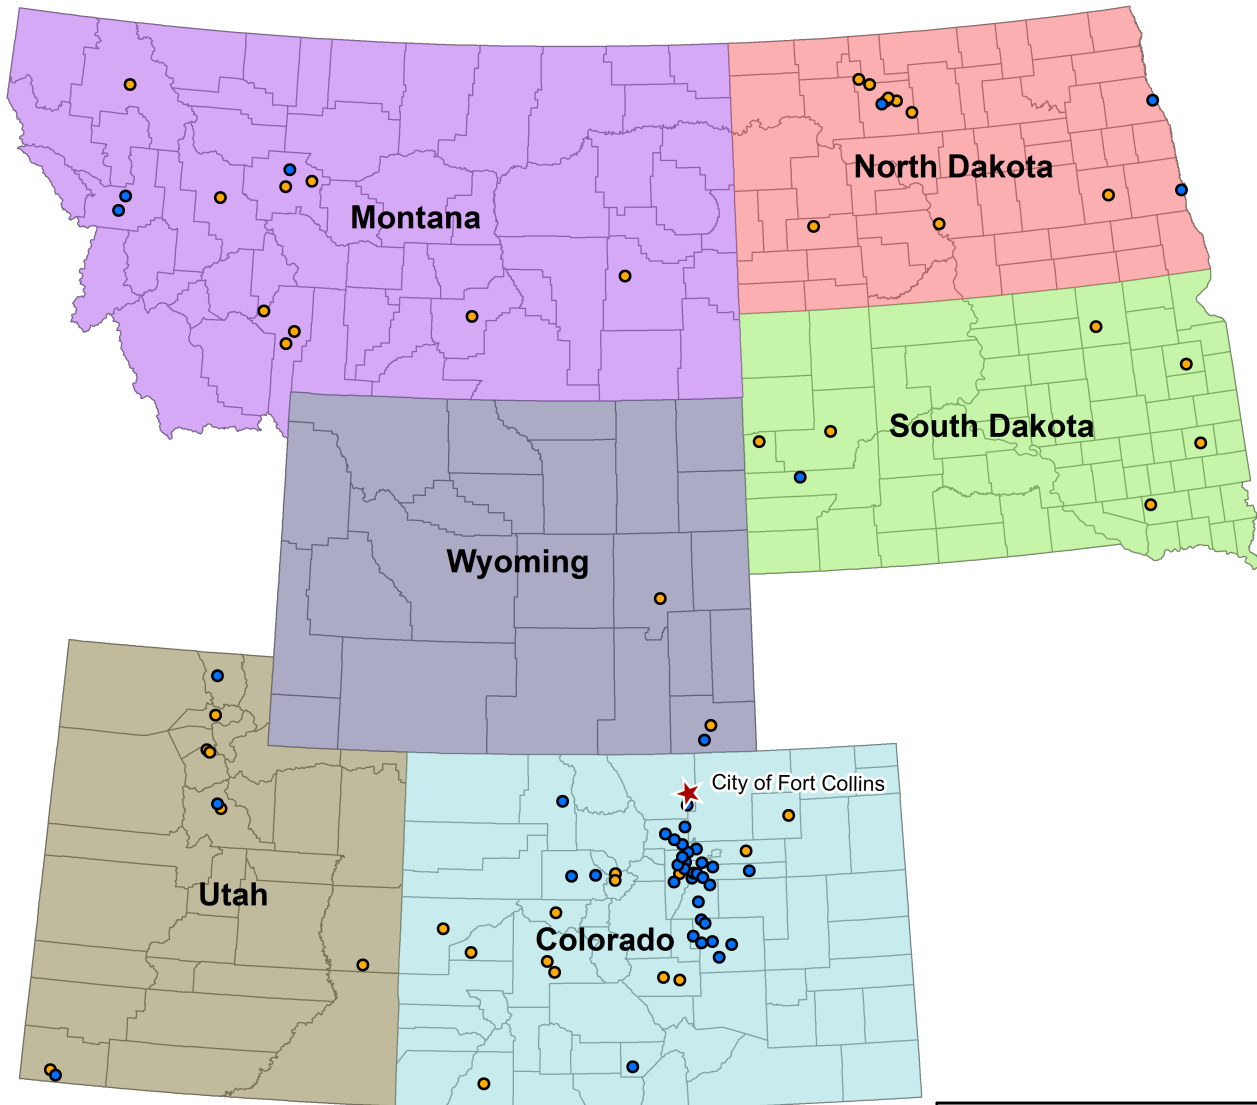 North Dakota
Montana
South Dakota
Wyoming
City of Fort Collins
Utah
Colorado